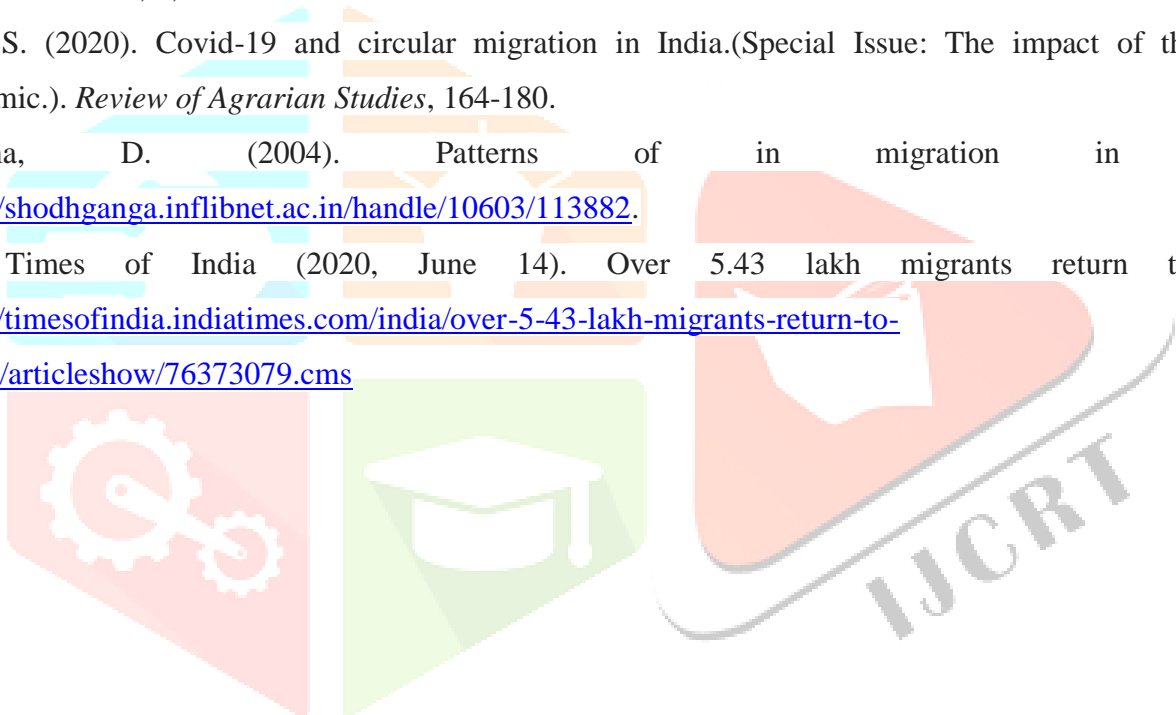 S. (2020). Covid-19 and circular migration in India.(Special Issue: The impact of
Review of Agrarian Studies, 164-180.
D. (2004). Patterns of in migration in
/shodhganga.inflibnet.ac.in/handle/10603/113882.
Times of India (2020, June 14). Over 5.43 lakh migrants return
/timesofindia.indiatimes.com/india/over-5-43-lakh-migrants-return-to-
/articleshow/76373079.cms
IJCRT